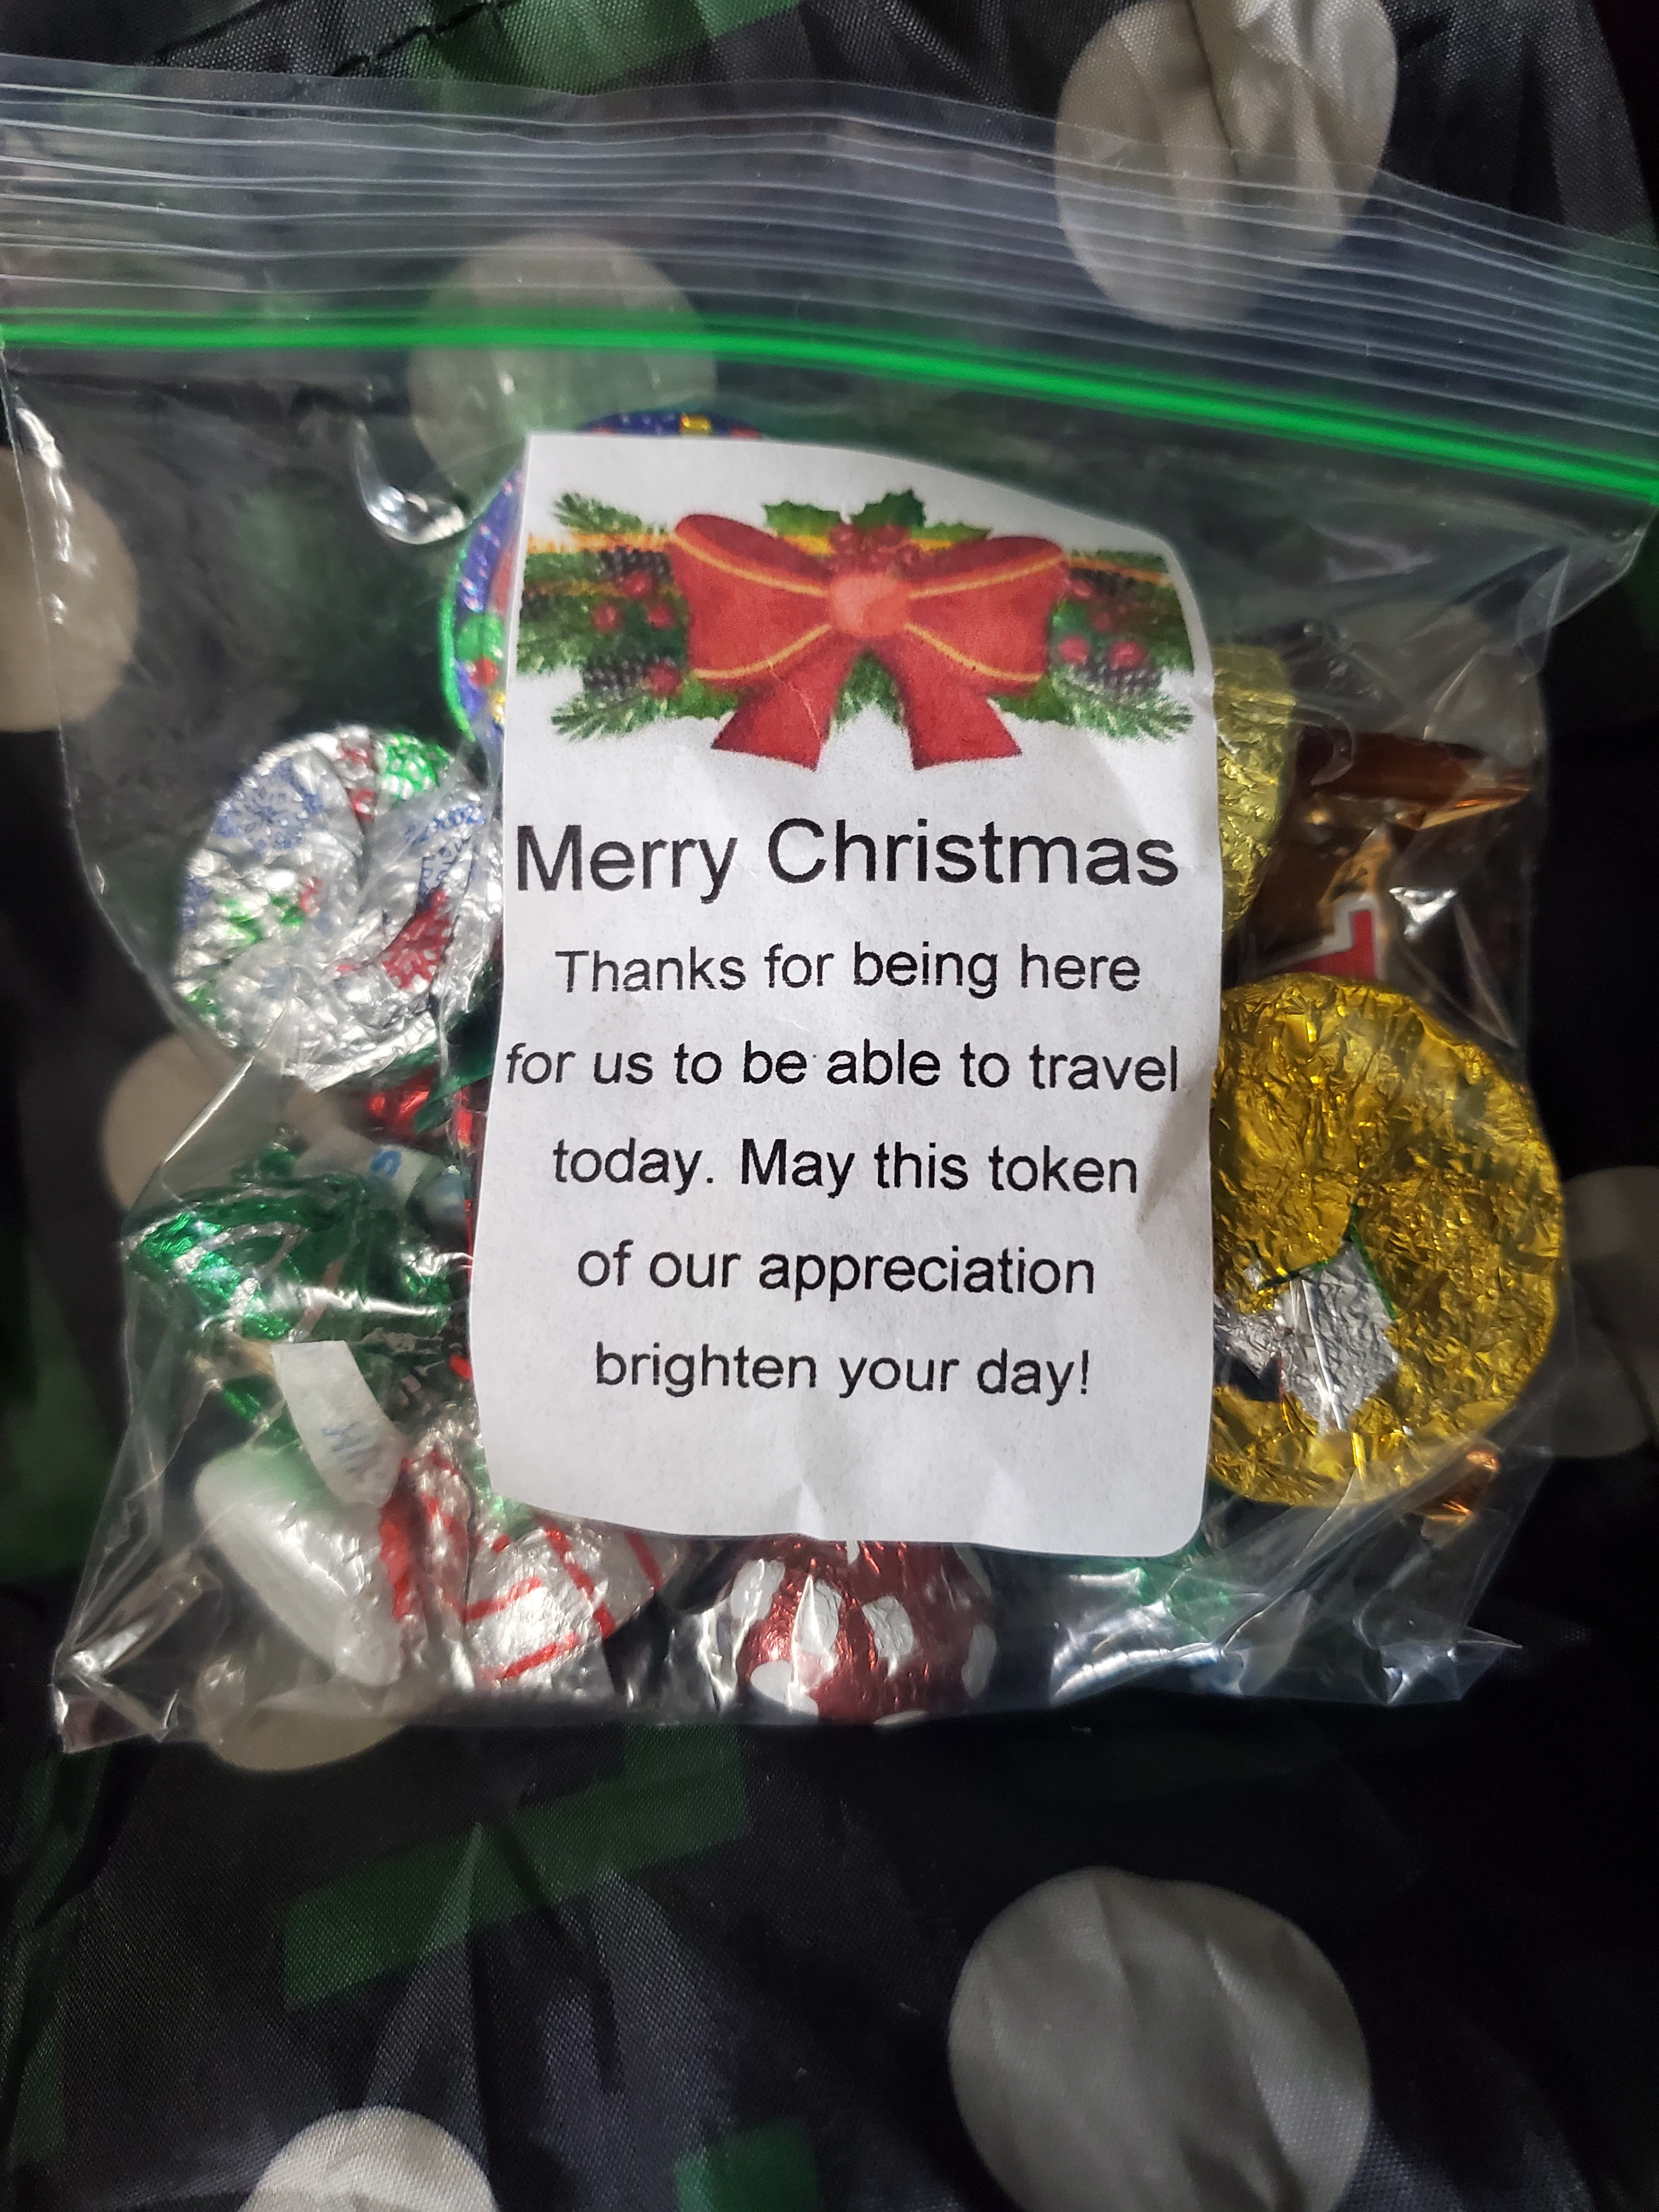 Merry Christmas
Thanks for being here
for us to be able to travel
today. May this token
of our appreciation
brighten your day!